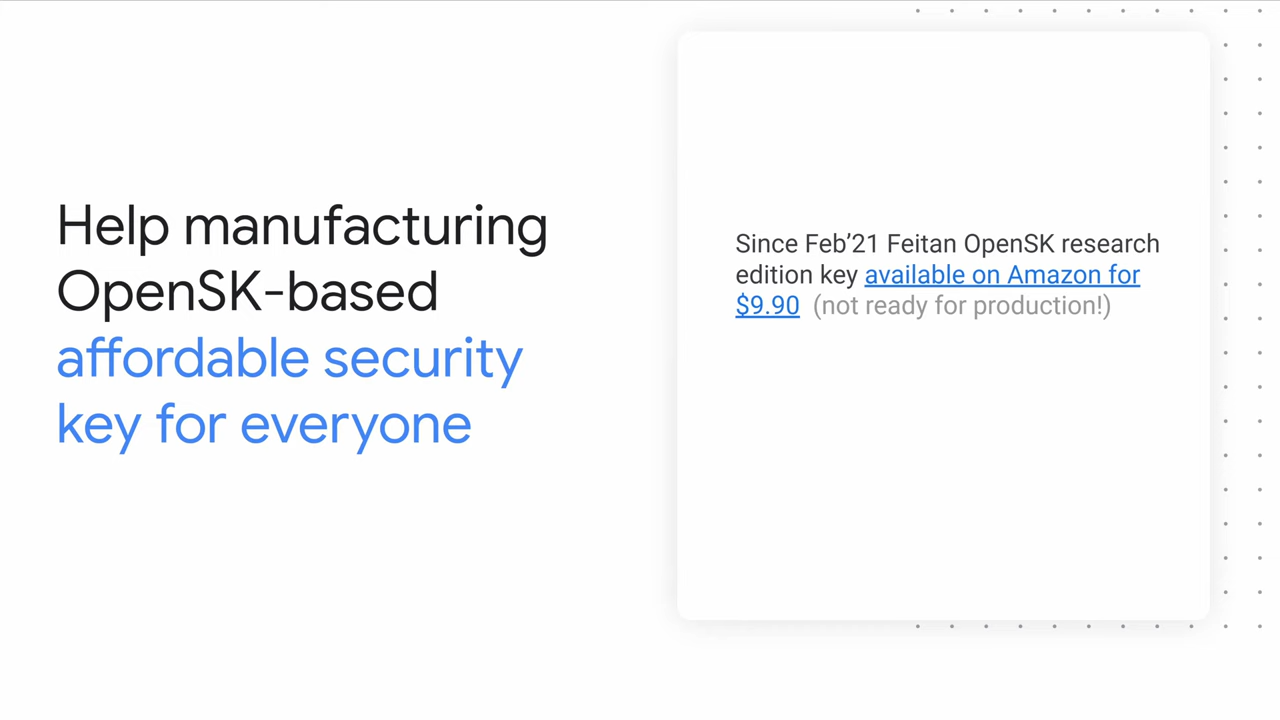 Help manufacturing
OpenSK-based
affordable security
key for everyone
Since Feb’21 Feitan OpenSK research
edition key available on Amazon for
$9.90 (not ready for production!)